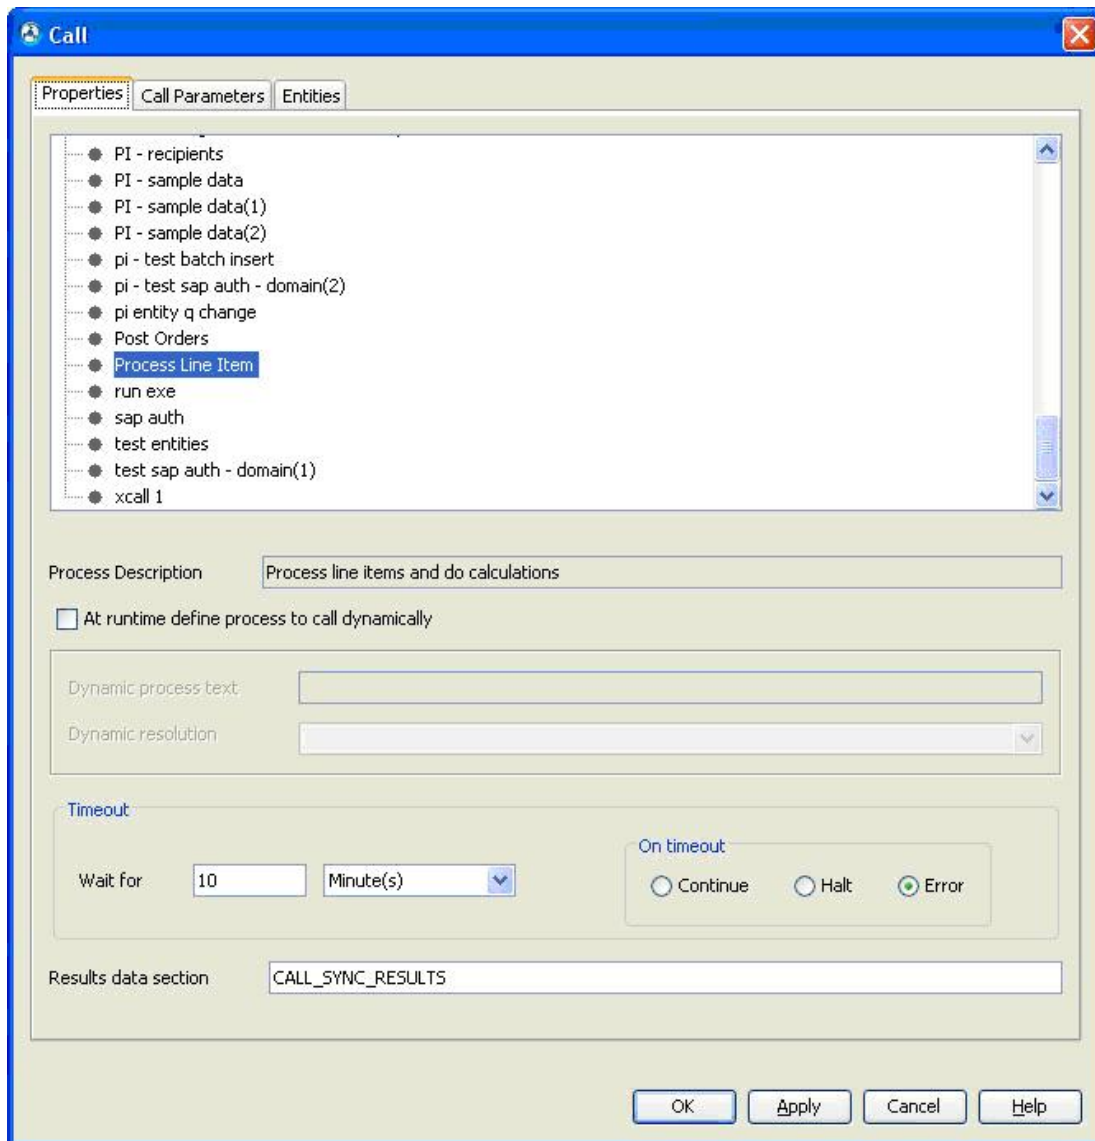 Call
Properties Call Parameters Entities
PI - recipients
PI - sample data
PI - sample data(1)
PI - sample data(2)
pi - test batch insert
pi - test sap auth - domain(2)
pi entity q change
Post Orders
Process Line Item
run exe
sap auth
test entities
test sap auth - domain(1)
xcall 1
Process Description Process line items and do calculations
At runtime define process to call dynamically
Dynamic process text
Dynamic resolution
Timeout
On timeout
Wait for 10 Minute(s) Continue Halt Error
Results data section CALL_SYNC_RESULTS
OK Apply Cancel Help